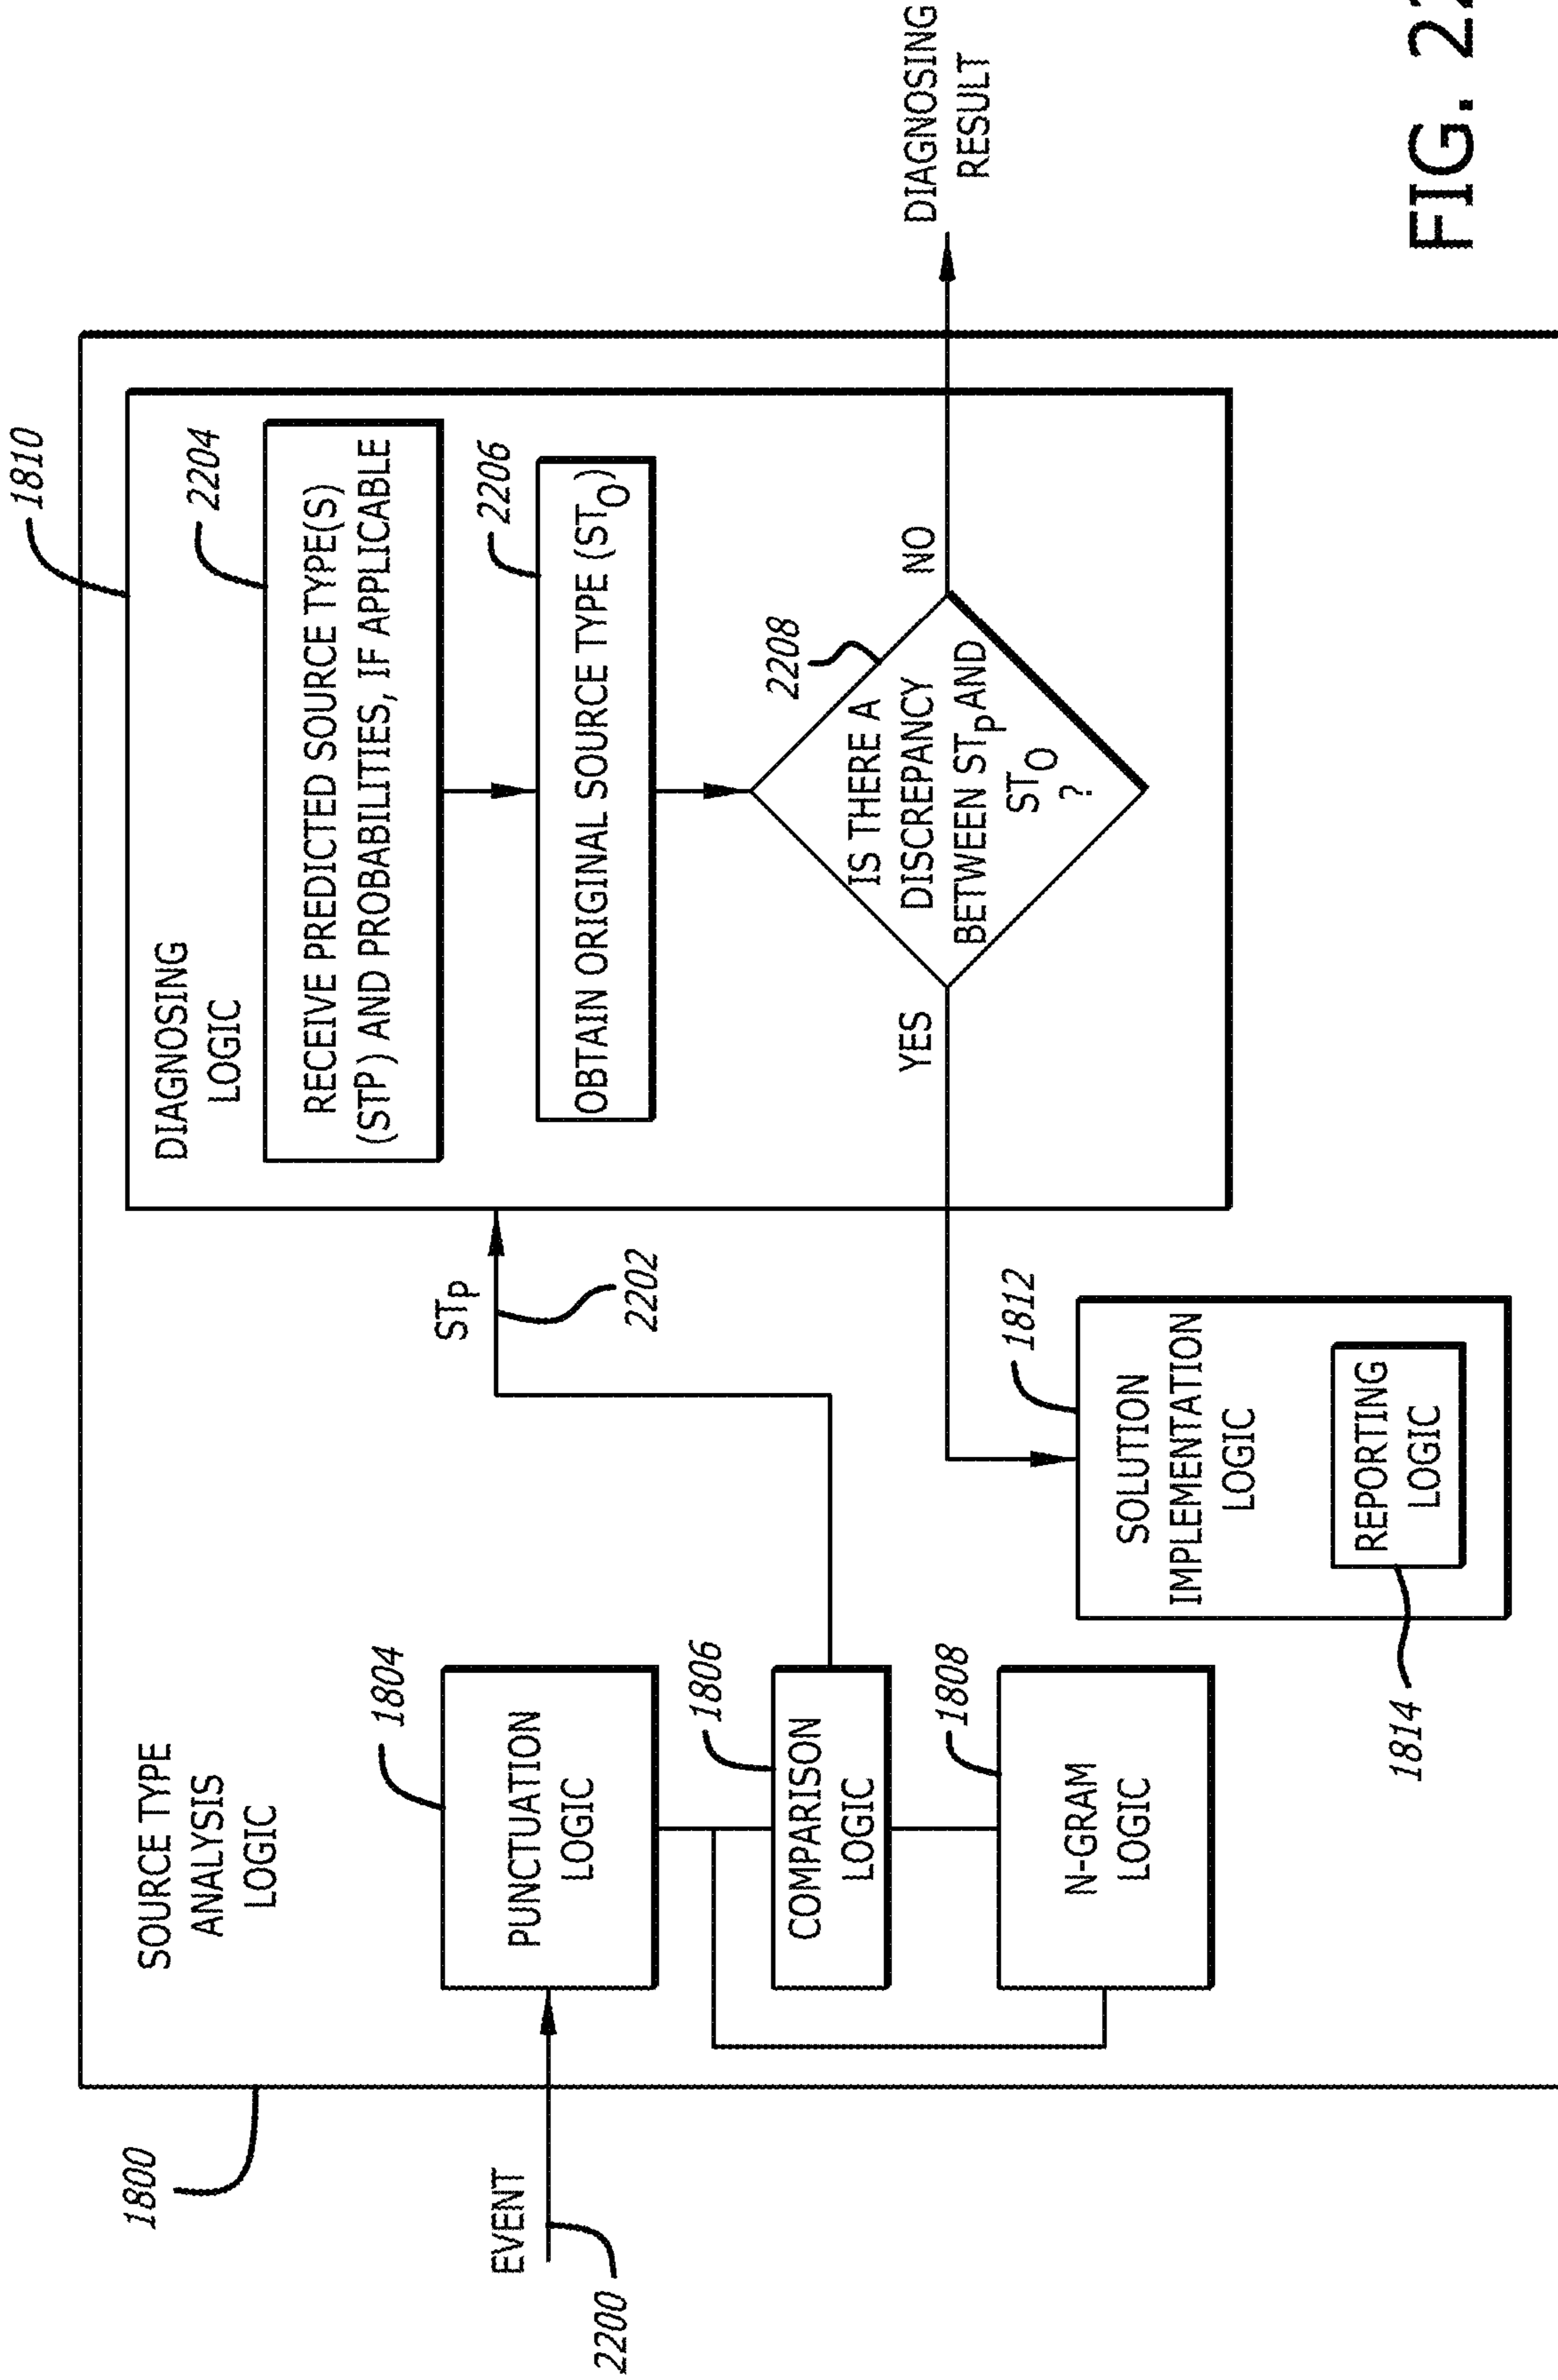 1800
SOURCE TYPE
ANALYSIS
LOGIC
EVENT
2200
1804
PUNCTUATION
LOGIC
1806
COMPARISON
LOGIC
1808
N-GRAM
LOGIC
STp
2202
1810
DIAGNOSING
LOGIC
2204
RECEIVE PREDICTED SOURCE TYPE(S)
(STP) AND PROBABILITIES, IF APPLICABLE
2206
OBTAIN ORIGINAL SOURCE TYPE (STO)
2208
IS THERE A
DISCREPANCY
BETWEEN STp AND
STO
?
YES
NO
1812
SOLUTION
IMPLEMENTATION
LOGIC
REPORTING
LOGIC
1814
DIAGNOSING
RESULT
FIG. 22